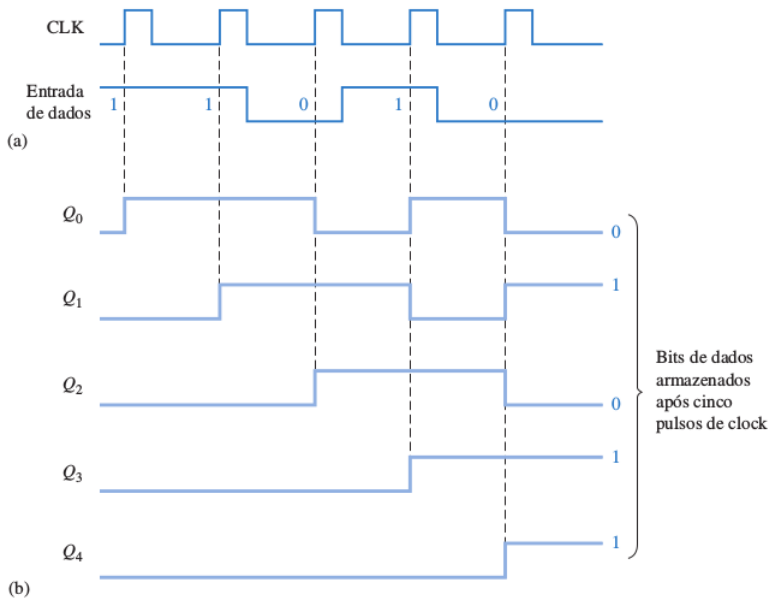 CLK
Entrada
de dados
1 1 0 1 0
(a)
Q0
0
Q1
1
Q2
0
Bits de dados
armazenados
após cinco
pulsos de clock
Q3
1
Q4
1
(b)